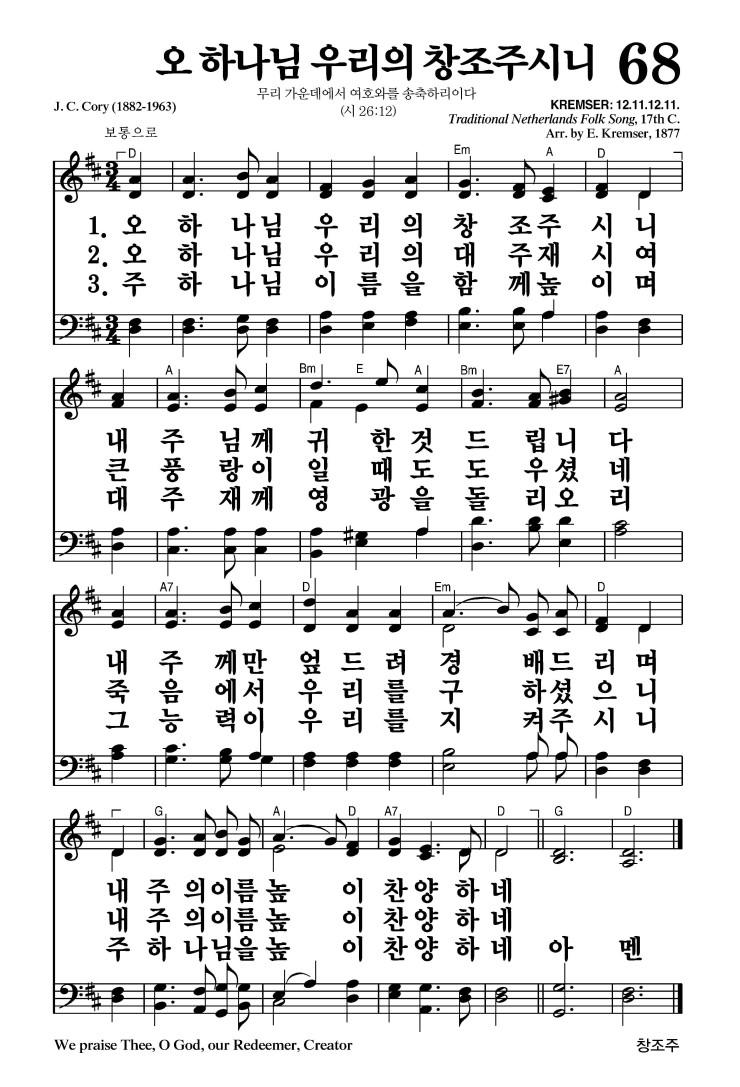 오 하나님 우리의 창조주시니 68
무리 가운데에서 여호와를 송축하리이다
(시 26:12)
J. C. Cory (1882-1963)
KREMSER: 12.11.12.11.
Traditional Netherlands Folk Song, 17th C.
Arr. by E. Kremser, 1877
보통으로
D Em A D
3 4
1. 오 하 나님 우 리 의 창 조주 시 니
2. 오 하 나님 우 리 의 대 주재 시 여
3. 주 하 나님 이 름 을 함 께높 이 며
3 4
A Bm E A Bm E7 A
내 주 님께 귀 한것 드 립니 다
큰 풍 랑이 일 때도 도 우셨 네
대 주 재께 영 광을 돌 리오 리
A7 D Em D
내 주 께만 엎 드 려 경 배드 리 며
죽 음 에서 우 리 를 구 하셨 으 니
그 능 력이 우 리 를 지 켜주 시 니
G A D A7 D G D
내 주 의이름 높 이 찬 양 하 네
내 주 의이름 높 이 찬 양 하 네
주 하 나님을 높 이 찬 양 하 네 아 멘
We praise Thee, O God, our Redeemer, Creator
창조주